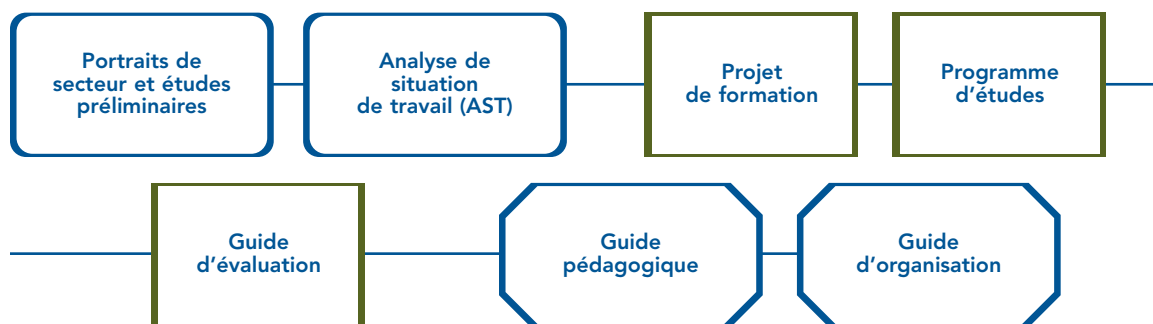 Portraits de
secteur et études
préliminaires
Analyse de
situation
de travail (AST)
Projet
de formation
Programme
d’études
Guide
d’évaluation
Guide
pédagogique
Guide
d’organisation